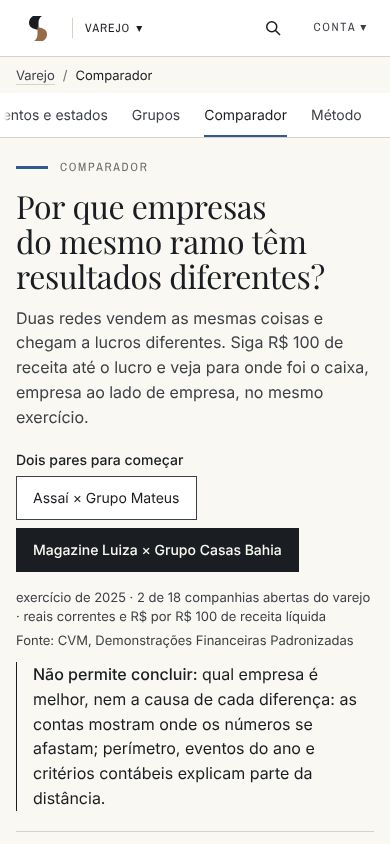 VAREJO ▼
CONTA ▼
Varejo / Comparador
entos e estados Grupos Comparador Método
COMPARADOR
Por que empresas
do mesmo ramo têm
resultados diferentes?
Duas redes vendem as mesmas coisas e
chegam a lucros diferentes. Siga R$ 100 de
receita até o lucro e veja para onde foi o caixa,
empresa ao lado de empresa, no mesmo
exercício.
Dois pares para começar
Assaí × Grupo Mateus
Magazine Luiza × Grupo Casas Bahia
exercício de 2025 · 2 de 18 companhias abertas do varejo
· reais correntes e R$ por R$ 100 de receita líquida
Fonte: CVM, Demonstrações Financeiras Padronizadas
Não permite concluir: qual empresa é
melhor, nem a causa de cada diferença: as
contas mostram onde os números se
afastam; perímetro, eventos do ano e
critérios contábeis explicam parte da
distância.